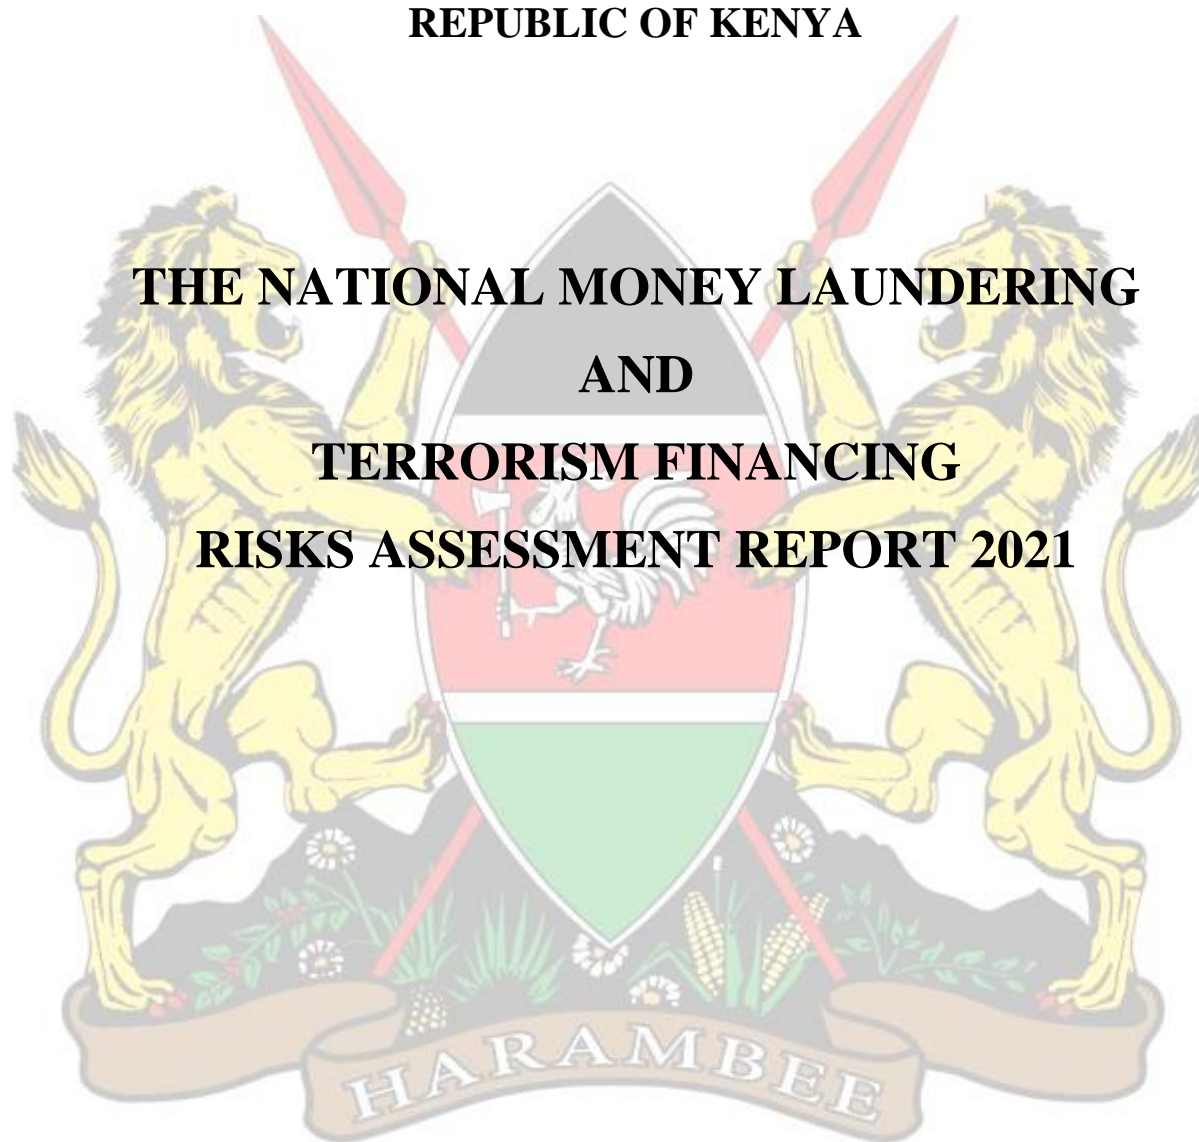 REPUBLIC OF KENYA
THE NATIONAL MONEY LAUNDERING
AND
TERRORISM FINANCING
RISKS ASSESSMENT REPORT 2021
HARAMBEE